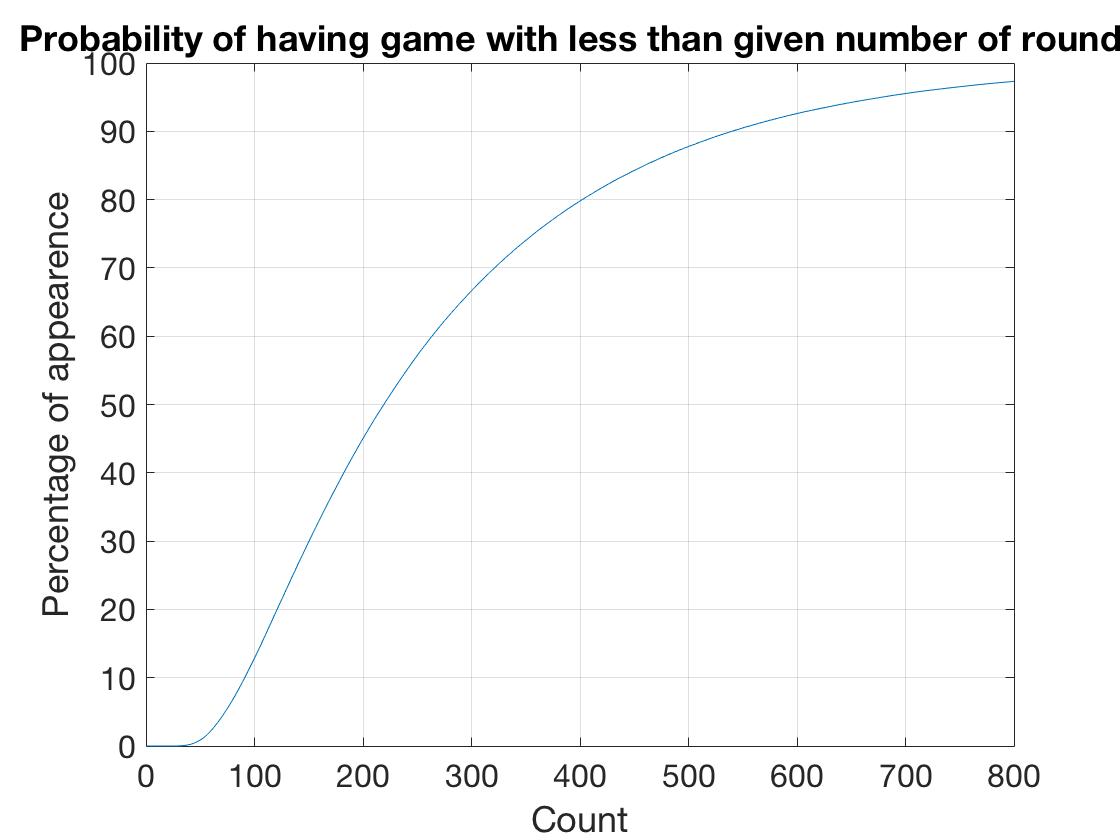 Probability of having game with less than given number of round
100
90
80
70
60
50
40
30
20
10
0
Percentage of appearence
0 100 200 300 400 500 600 700 800
Count